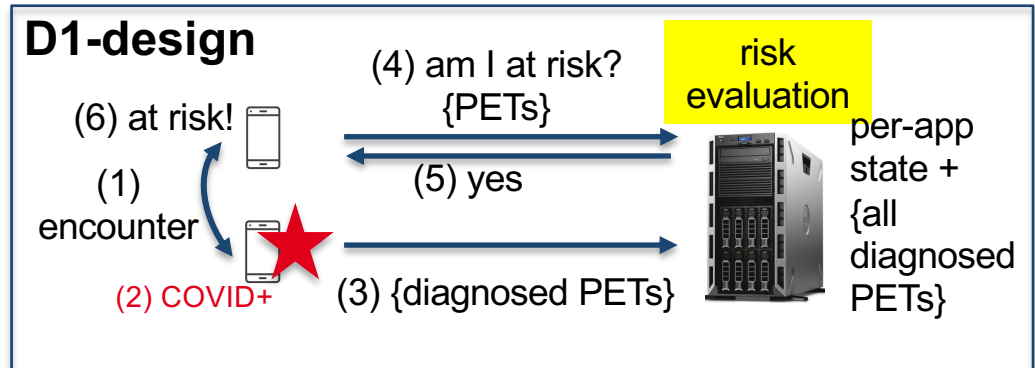 D1-design
(4) am I at risk?
{PETs}
risk
evaluation
(6) at risk!
(5) yes
per-app
state +
{all
diagnosed
PETs}
(1)
encounter
(2) COVID+
(3) {diagnosed PETs}